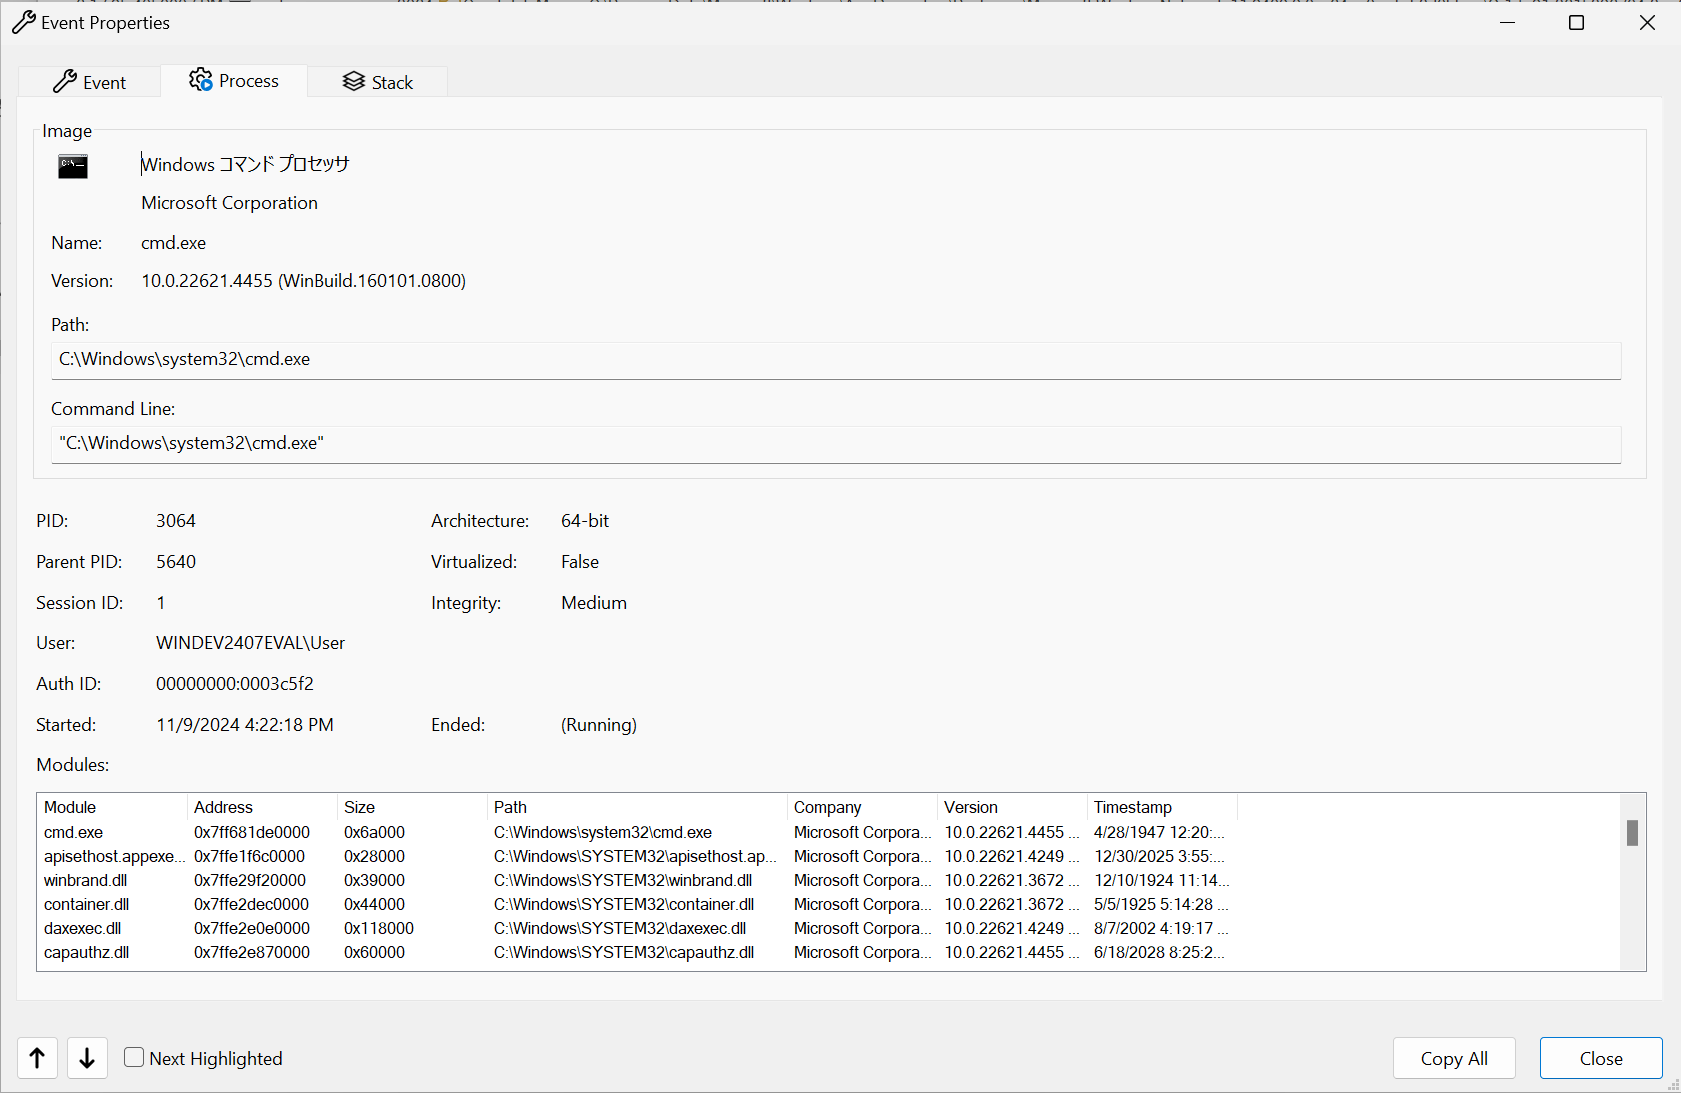 Event Properties
Event
Process
Stack
Image
C:\
Windows コマンド プロセッサ
Microsoft Corporation
Name: cmd.exe
Version: 10.0.22621.4455 (WinBuild.160101.0800)
Path:
C:\Windows\system32\cmd.exe
Command Line:
"C:\Windows\system32\cmd.exe"
PID: 3064 Architecture: 64-bit
Parent PID: 5640 Virtualized: False
Session ID: 1 Integrity: Medium
User: WINDEV2407EVAL\User
Auth ID: 00000000:0003c5f2
Started: 11/9/2024 4:22:18 PM Ended: (Running)
Modules:
Module Address Size Path Company Version Timestamp
cmd.exe 0x7ff681de0000 0x6a000 C:\Windows\system32\cmd.exe Microsoft Corpora... 10.0.22621.4455 ... 4/28/1947 12:20:...
apisethost.appexe... 0x7ffe1f6c0000 0x28000 C:\Windows\SYSTEM32\apisethost.ap... Microsoft Corpora... 10.0.22621.4249 ... 12/30/2025 3:55:...
winbrand.dll 0x7ffe29f20000 0x39000 C:\Windows\SYSTEM32\winbrand.dll Microsoft Corpora... 10.0.22621.3672 ... 12/10/1924 11:14...
container.dll 0x7ffe2dec0000 0x44000 C:\Windows\SYSTEM32\container.dll Microsoft Corpora... 10.0.22621.3672 ... 5/5/1925 5:14:28 ...
daxexec.dll 0x7ffe2e0e0000 0x118000 C:\Windows\SYSTEM32\daxexec.dll Microsoft Corpora... 10.0.22621.4249 ... 8/7/2002 4:19:17 ...
capauthz.dll 0x7ffe2e870000 0x60000 C:\Windows\SYSTEM32\capauthz.dll Microsoft Corpora... 10.0.22621.4455 ... 6/18/2028 8:25:2...
Next Highlighted
Copy All
Close